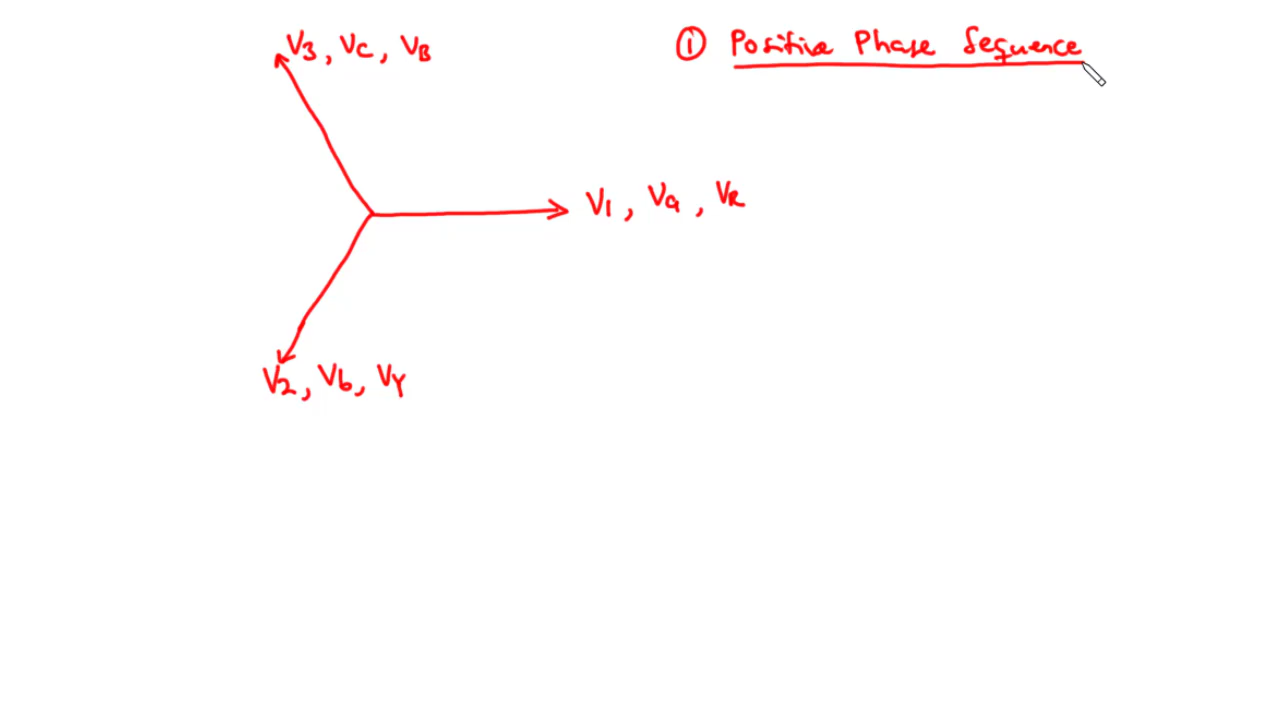 V3, Vc, VB
① Positive Phase Sequence
V1, Va, VR
V2, Vb, VY